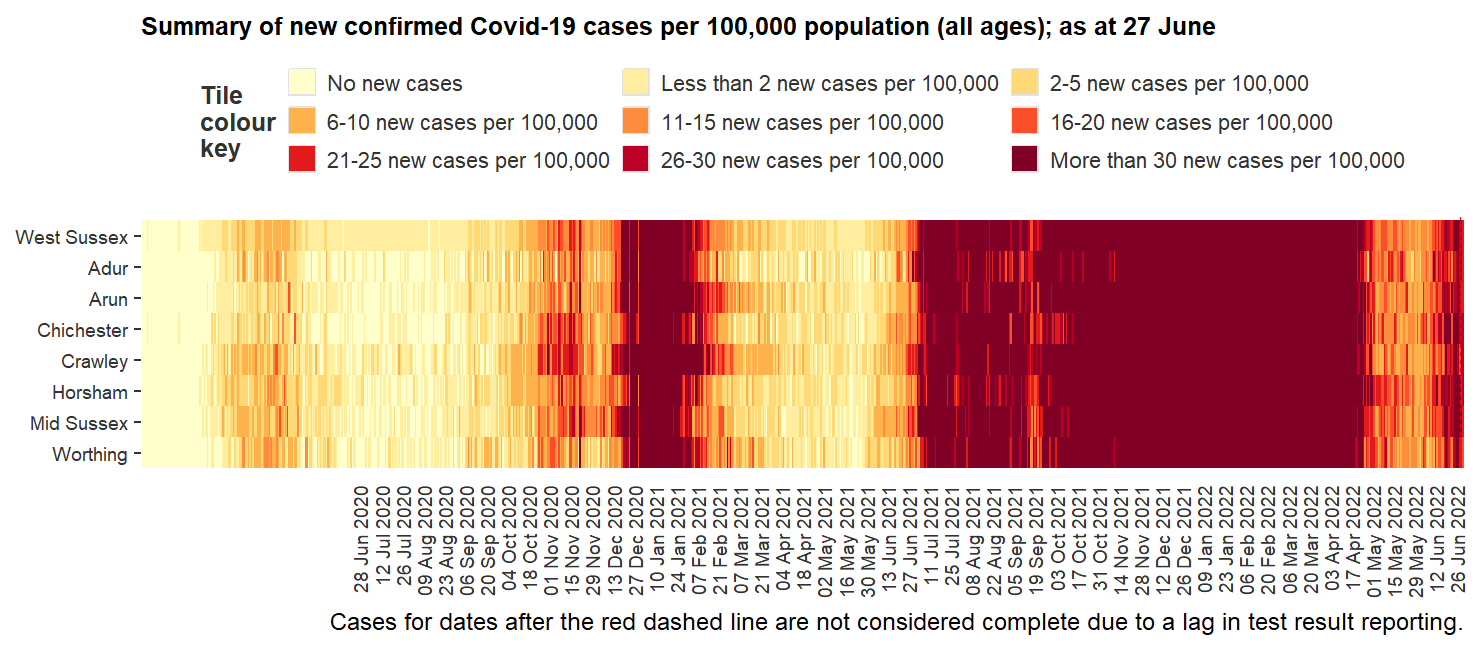 Summary of new confirmed Covid-19 cases per 100,000 population (all ages); as at 27 June
Tile
colour
key
No new cases
Less than 2 new cases per 100,000
2-5 new cases per 100,000
6-10 new cases per 100,000
11-15 new cases per 100,000
16-20 new cases per 100,000
21-25 new cases per 100,000
26-30 new cases per 100,000
More than 30 new cases per 100,000
West Sussex
Adur
Arun
Chichester
Crawley
Horsham
Mid Sussex
Worthing
28 Jun 2020
12 Jul 2020
26 Jul 2020
09 Aug 2020
23 Aug 2020
06 Sep 2020
20 Sep 2020
04 Oct 2020
18 Oct 2020
01 Nov 2020
15 Nov 2020
29 Nov 2020
13 Dec 2020
27 Dec 2020
10 Jan 2021
24 Jan 2021
07 Feb 2021
21 Feb 2021
07 Mar 2021
21 Mar 2021
04 Apr 2021
18 Apr 2021
02 May 2021
16 May 2021
30 May 2021
13 Jun 2021
27 Jun 2021
11 Jul 2021
25 Jul 2021
08 Aug 2021
22 Aug 2021
05 Sep 2021
19 Sep 2021
03 Oct 2021
17 Oct 2021
31 Oct 2021
14 Nov 2021
28 Nov 2021
12 Dec 2021
26 Dec 2021
09 Jan 2022
23 Jan 2022
06 Feb 2022
20 Feb 2022
06 Mar 2022
20 Mar 2022
03 Apr 2022
17 Apr 2022
01 May 2022
15 May 2022
29 May 2022
12 Jun 2022
26 Jun 2022
Cases for dates after the red dashed line are not considered complete due to a lag in test result reporting.